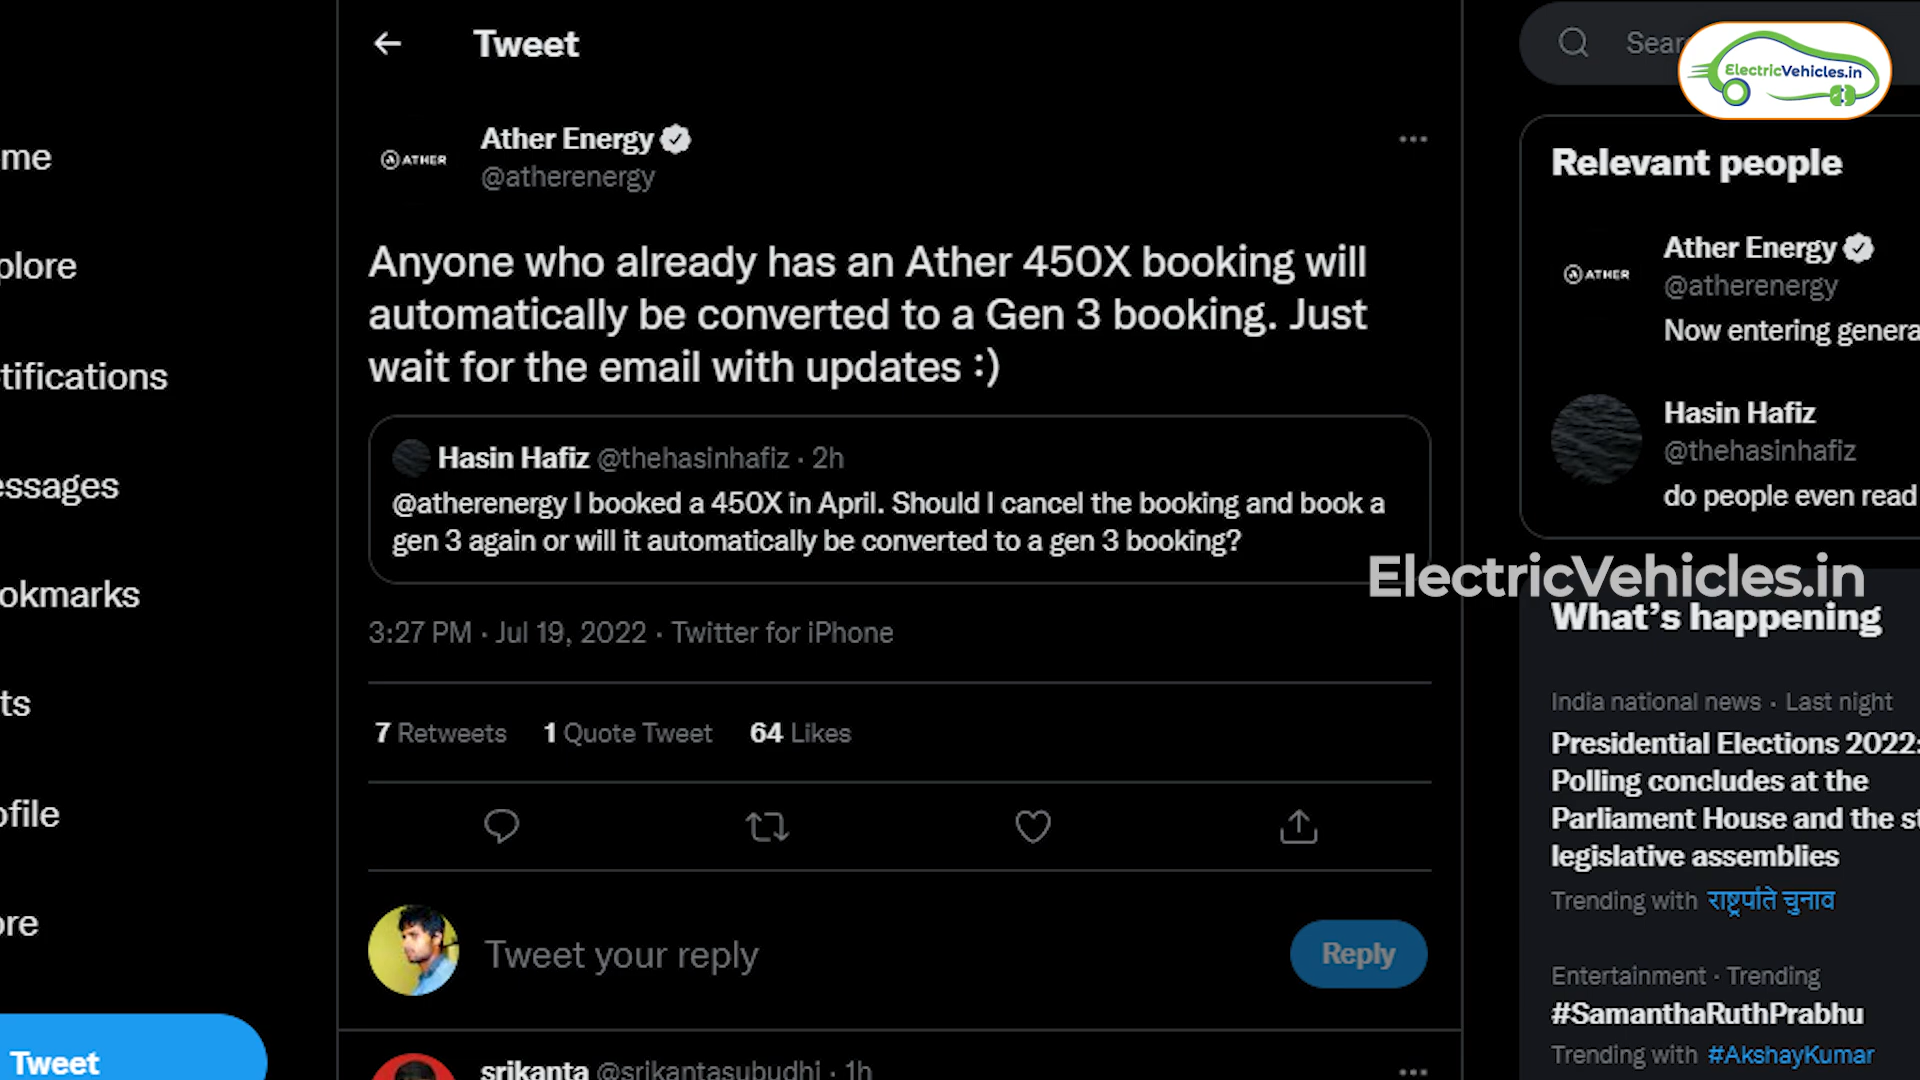 Tweet
Sear
ElectricVehicles.in
Ather Energy
@atherenergy
ATHER
Anyone who already has an Ather 450X booking will
automatically be converted to a Gen 3 booking. Just
wait for the email with updates :)
Hasin Hafiz @thehasinhafiz · 2h
@atherenergy I booked a 450X in April. Should I cancel the booking and book a
gen 3 again or will it automatically be converted to a gen 3 booking?
3:27 PM · Jul 19, 2022 · Twitter for iPhone
7 Retweets 1 Quote Tweet 64 Likes
Tweet your reply
Reply
srikanta @srikantasubudhi · 1h
me
plore
tifications
essages
okmarks
ts
ofile
ore
Tweet
Relevant people
Ather Energy
ATHER
@atherenergy
Now entering genera
Hasin Hafiz
@thehasinhafiz
do people even read
ElectricVehicles.in
What's happening
India national news · Last night
Presidential Elections 2022:
Polling concludes at the
Parliament House and the st
legislative assemblies
Trending with राष्ट्रपति चुनाव
Entertainment · Trending
#SamanthaRuthPrabhu
Trending with #AkshayKumar